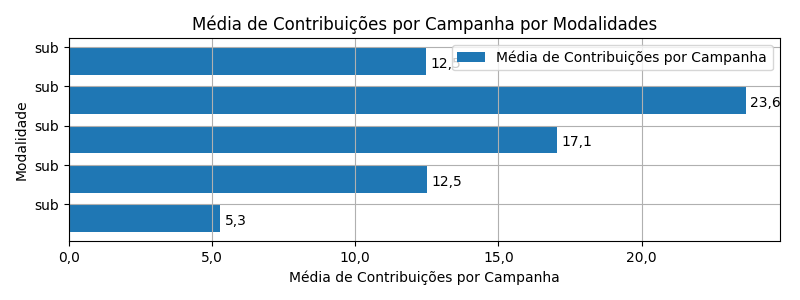 Média de Contribuições por Campanha por Modalidades
Média de Contribuições por Campanha
sub
12,5
sub
23,6
sub
17,1
sub
12,5
sub
5,3
Modalidade
0,0 5,0 10,0 15,0 20,0
Média de Contribuições por Campanha